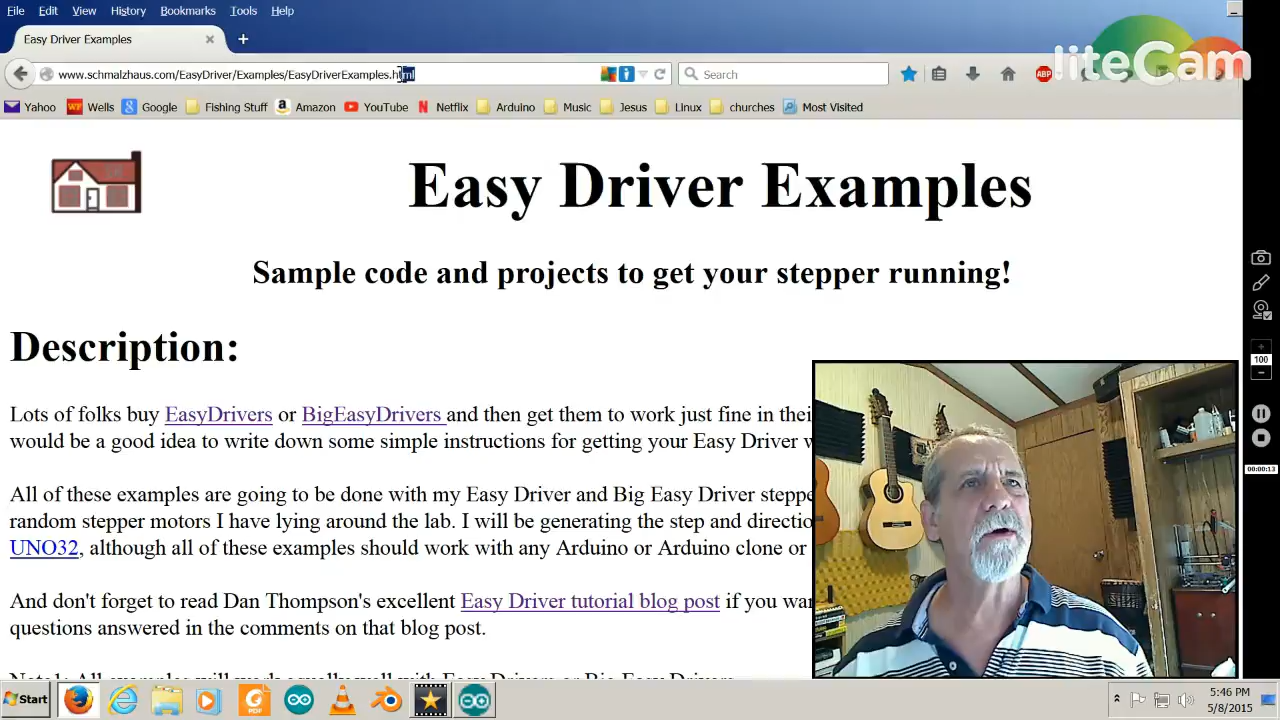 File Edit View History Bookmarks Tools Help
Easy Driver Examples
www.schmalzhaus.com/EasyDriver/Examples/EasyDriverExamples.html
Search
ABP
liteCam
Yahoo Wells Google Fishing Stuff Amazon YouTube Netflix Arduino Music Jesus Linux churches Most Visited
Easy Driver Examples
Sample code and projects to get your stepper running!
Description:
Lots of folks buy EasyDrivers or BigEasyDrivers and then get them to work just fine in their
would be a good idea to write down some simple instructions for getting your Easy Driver
All of these examples are going to be done with my Easy Driver and Big Easy Driver
random stepper motors I have lying around the lab. I will be generating the step and
UNO32, although all of these examples should work with any Arduino or Arduino clone or
And don't forget to read Dan Thompson's excellent Easy Driver tutorial blog post if you
questions answered in the comments on that blog post.
100
00:00:13
Start
PDF
5:46 PM
5/8/2015